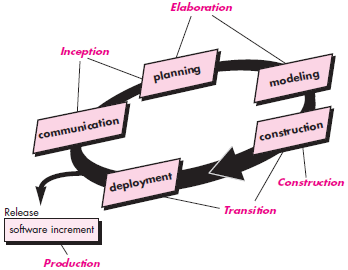 Elaboration
Inception
planning
modeling
communication
construction
deployment
Construction
Transition
Release
software increment
Production